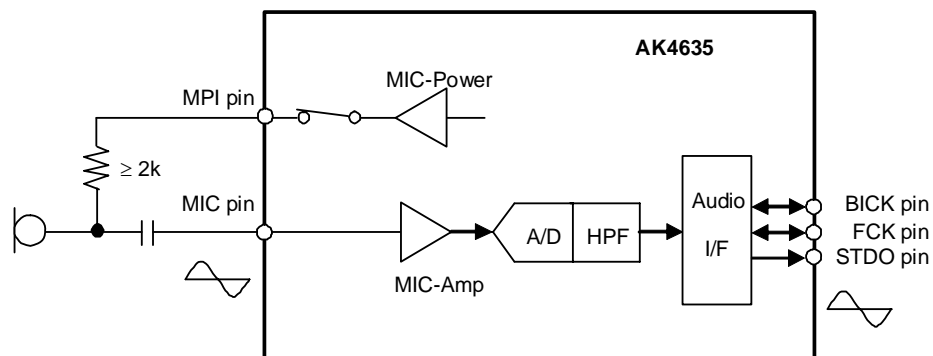 AK4635
MIC-Power
MPI pin
≥ 2k
MIC pin
MIC-Amp
A/D
HPF
Audio
I/F
BICK pin
FCK pin
STDO pin